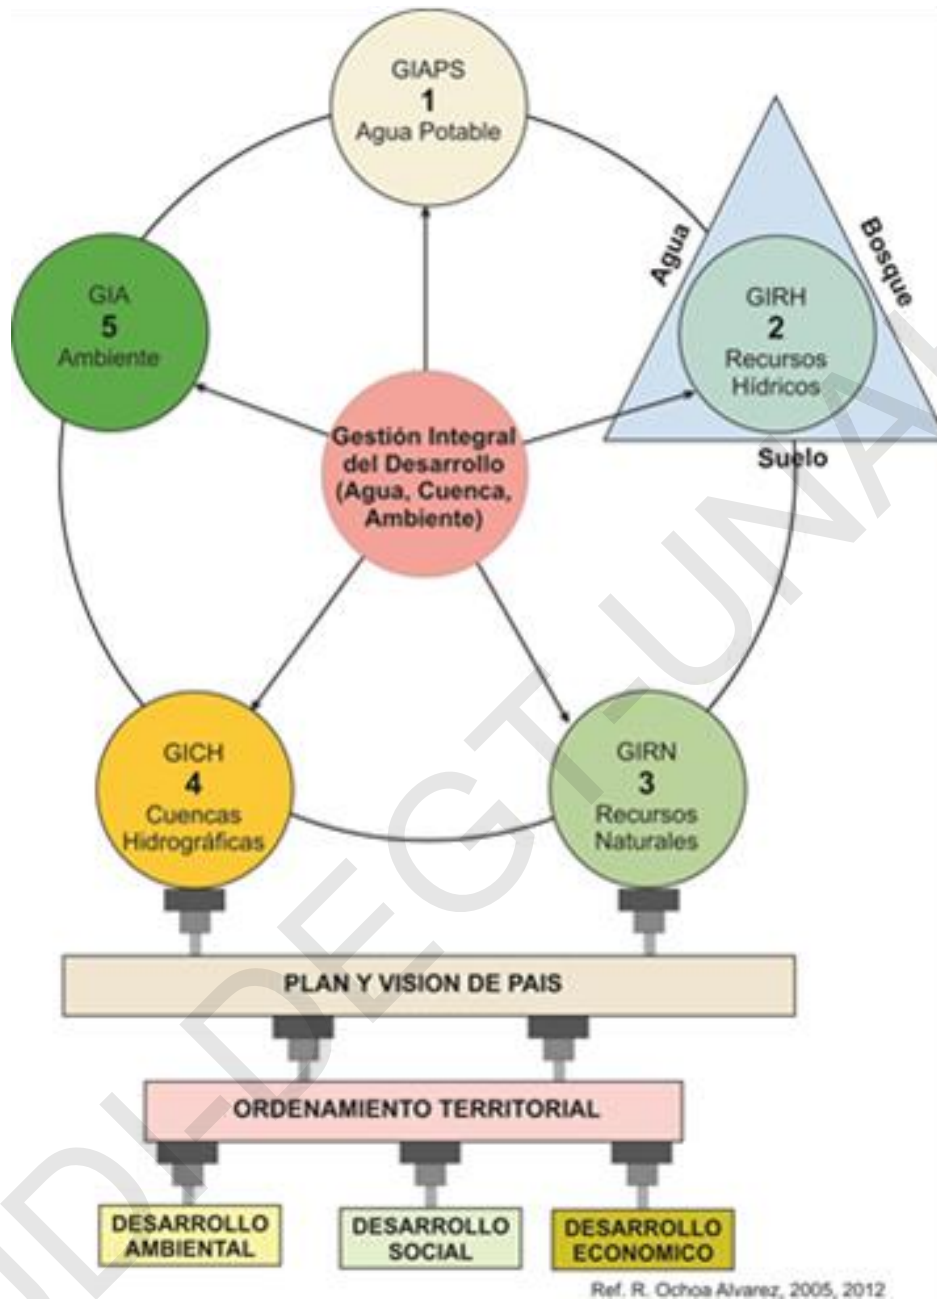 GIAPS
1
Agua Potable
Agua
Bosque
GIRH
2
Recursos
Hídricos
Suelo
GIA
5
Ambiente
Gestión Integral
del Desarrollo
(Agua, Cuenca,
Ambiente)
GICH
4
Cuencas
Hidrográficas
GIRN
3
Recursos
Naturales
PLAN Y VISION DE PAIS
ORDENAMIENTO TERRITORIAL
DESARROLLO
AMBIENTAL
DESARROLLO
SOCIAL
DESARROLLO
ECONOMICO
Ref. R. Ochoa Alvarez, 2005, 2012